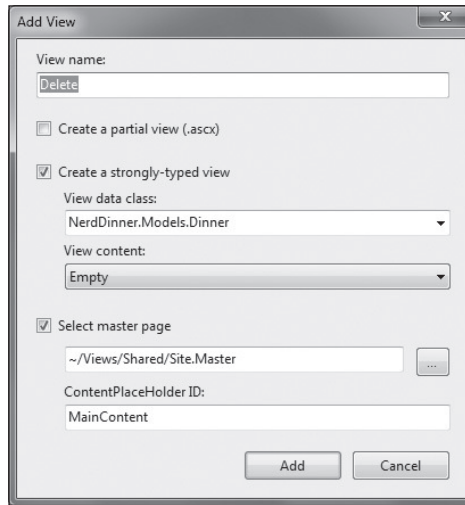 Add View
View name:
Delete
Create a partial view (.ascx)
Create a strongly-typed view
View data class:
NerdDinner.Models.Dinner
View content:
Empty
Select master page
~/Views/Shared/Site.Master
...
ContentPlaceHolder ID:
MainContent
Add Cancel